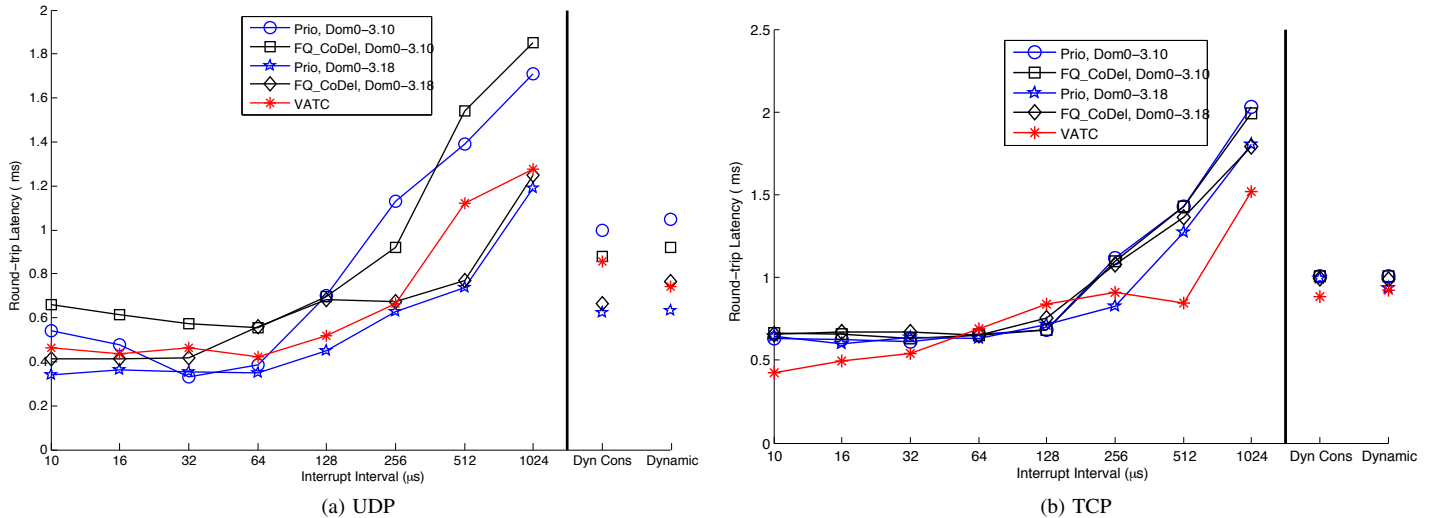 2
1.8
1.6
1.4
1.2
1
0.8
0.6
0.4
0.2
0
Round-trip Latency ( ms)
Prio, Dom0-3.10
FQ_CoDel, Dom0-3.10
Prio, Dom0-3.18
FQ_CoDel, Dom0-3.18
VATC
10 16 32 64 128 256 512 1024 Dyn Cons Dynamic
Interrupt Interval (μs)
(a) UDP
2.5
2
1.5
1
0.5
0
Round-trip Latency ( ms)
Prio, Dom0-3.10
FQ_CoDel, Dom0-3.10
Prio, Dom0-3.18
FQ_CoDel, Dom0-3.18
VATC
10 16 32 64 128 256 512 1024 Dyn Cons Dynamic
Interrupt Interval (μs)
(b) TCP